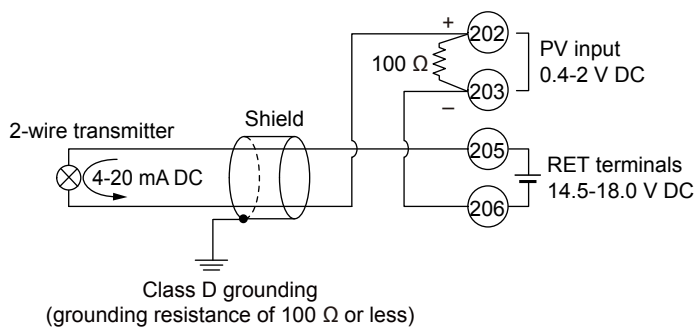 +
202
100 Ω
PV input
0.4-2 V DC
203
–
Shield
2-wire transmitter
205
4-20 mA DC
RET terminals
14.5-18.0 V DC
206
Class D grounding
(grounding resistance of 100 Ω or less)